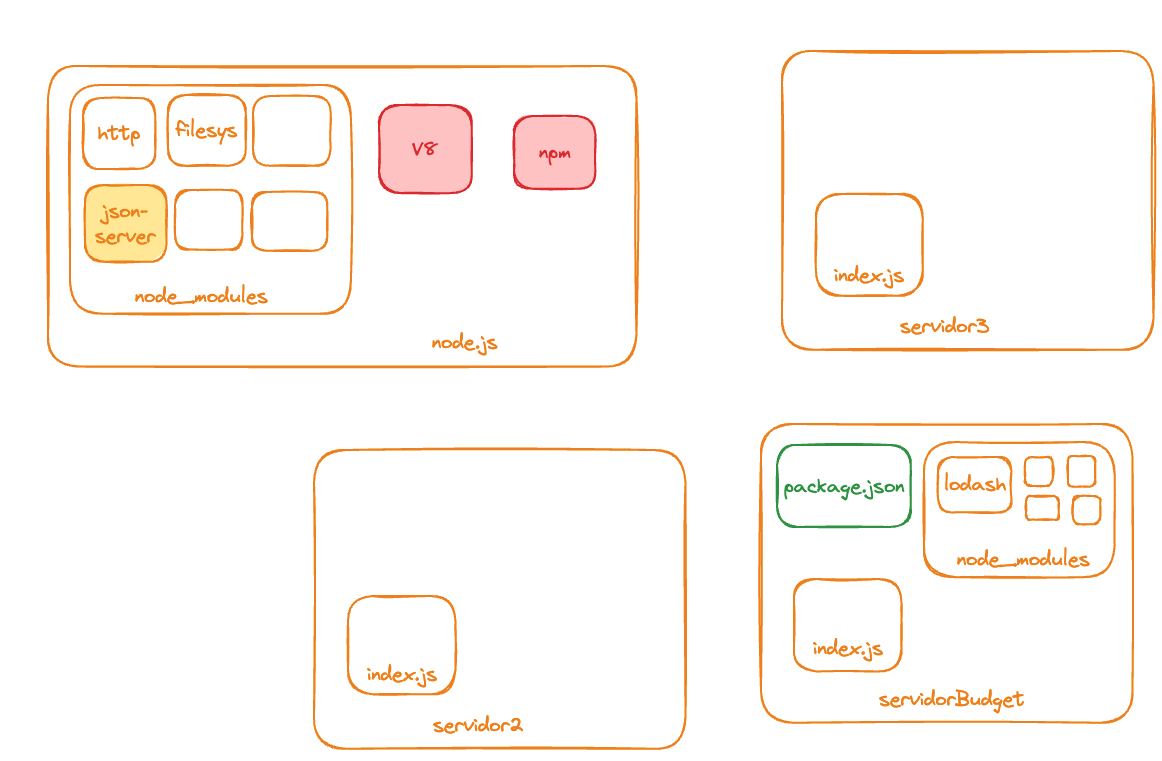 http
filesys
V8
npm
json-
server
node_modules
node.js
index.js
servidor3
index.js
servidor2
package.json
lodash
node_modules
index.js
servidorBudget